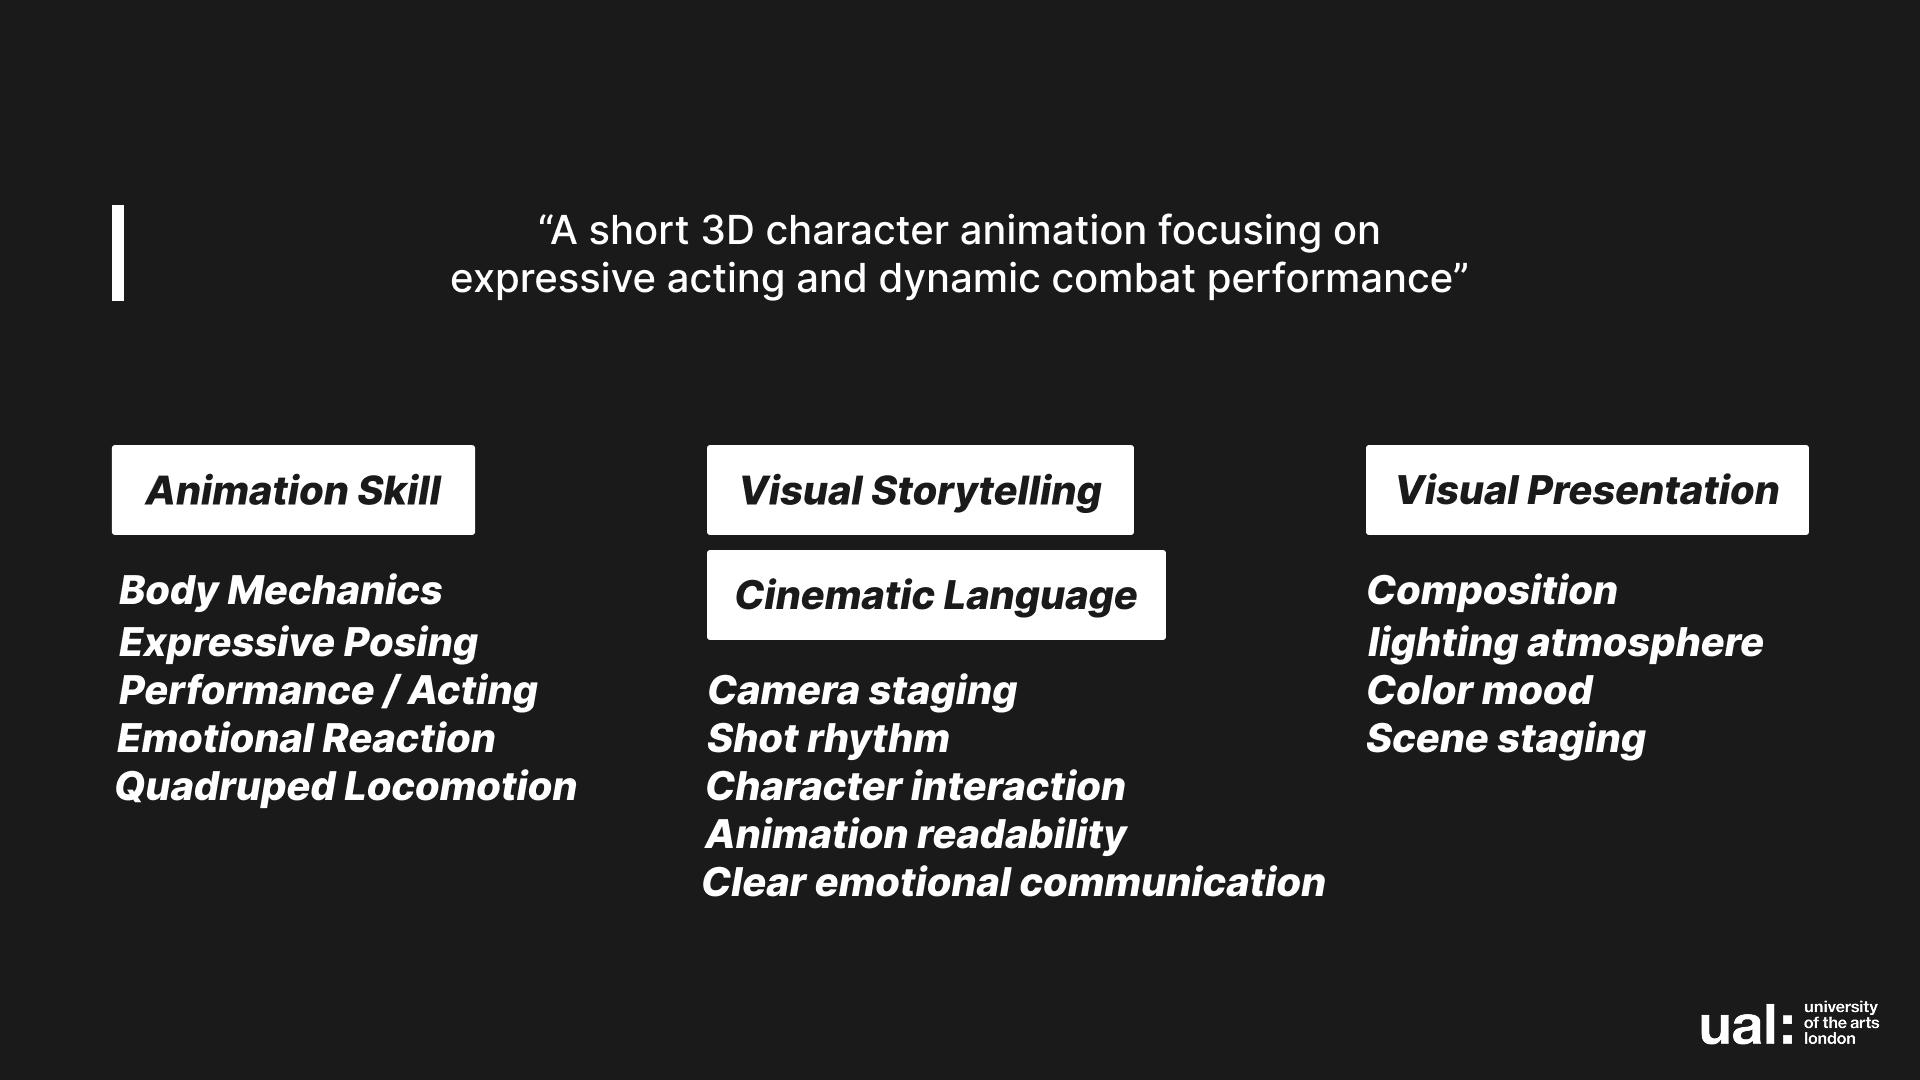 “A short 3D character animation focusing on
expressive acting and dynamic combat performance”
Animation Skill
Body Mechanics
Expressive Posing
Performance / Acting
Emotional Reaction
Quadruped Locomotion
Visual Storytelling
Cinematic Language
Camera staging
Shot rhythm
Character interaction
Animation readability
Clear emotional communication
Visual Presentation
Composition
lighting atmosphere
Color mood
Scene staging
ual:
university
of the arts
london